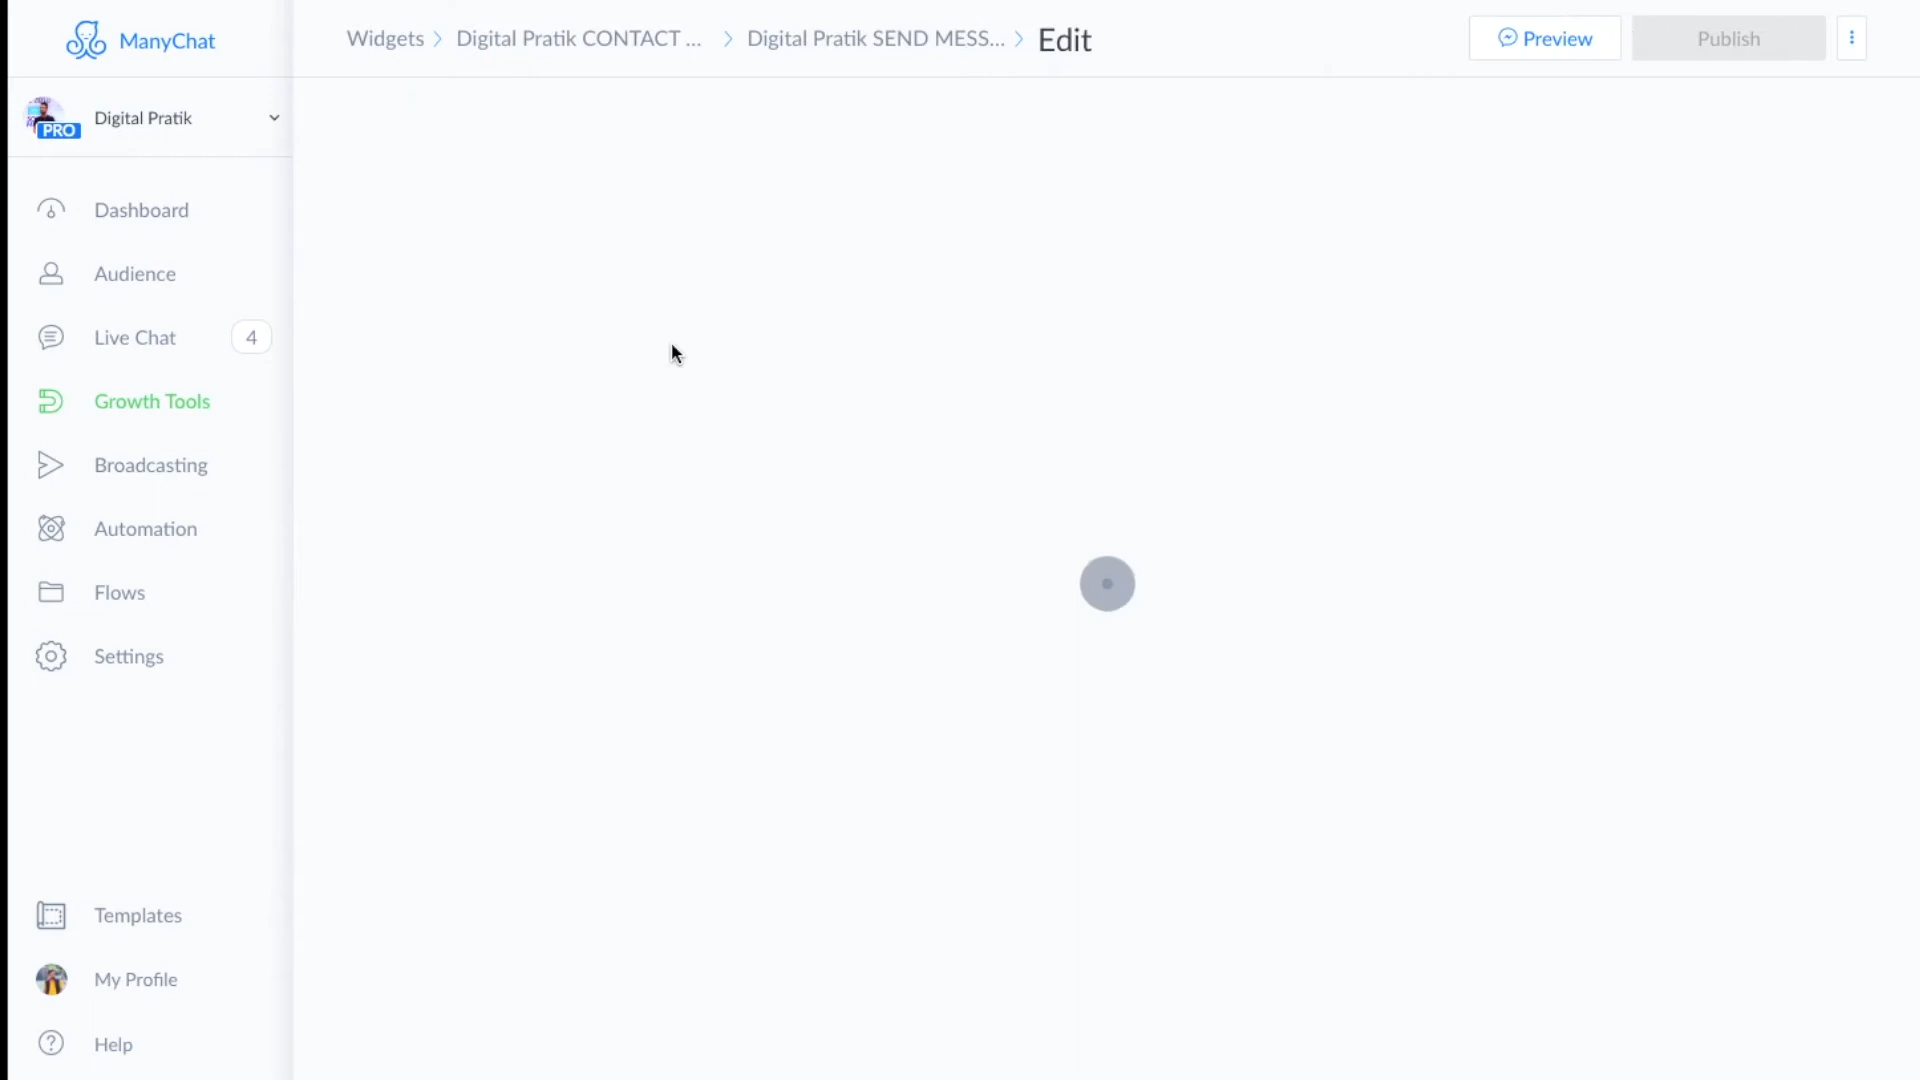 ManyChat
Widgets
Digital Pratik CONTACT ...
Digital Pratik SEND MESS...
Edit
Preview
Publish
PRO
Digital Pratik
Dashboard
Audience
Live Chat
4
Growth Tools
Broadcasting
Automation
Flows
Settings
Templates
My Profile
Help